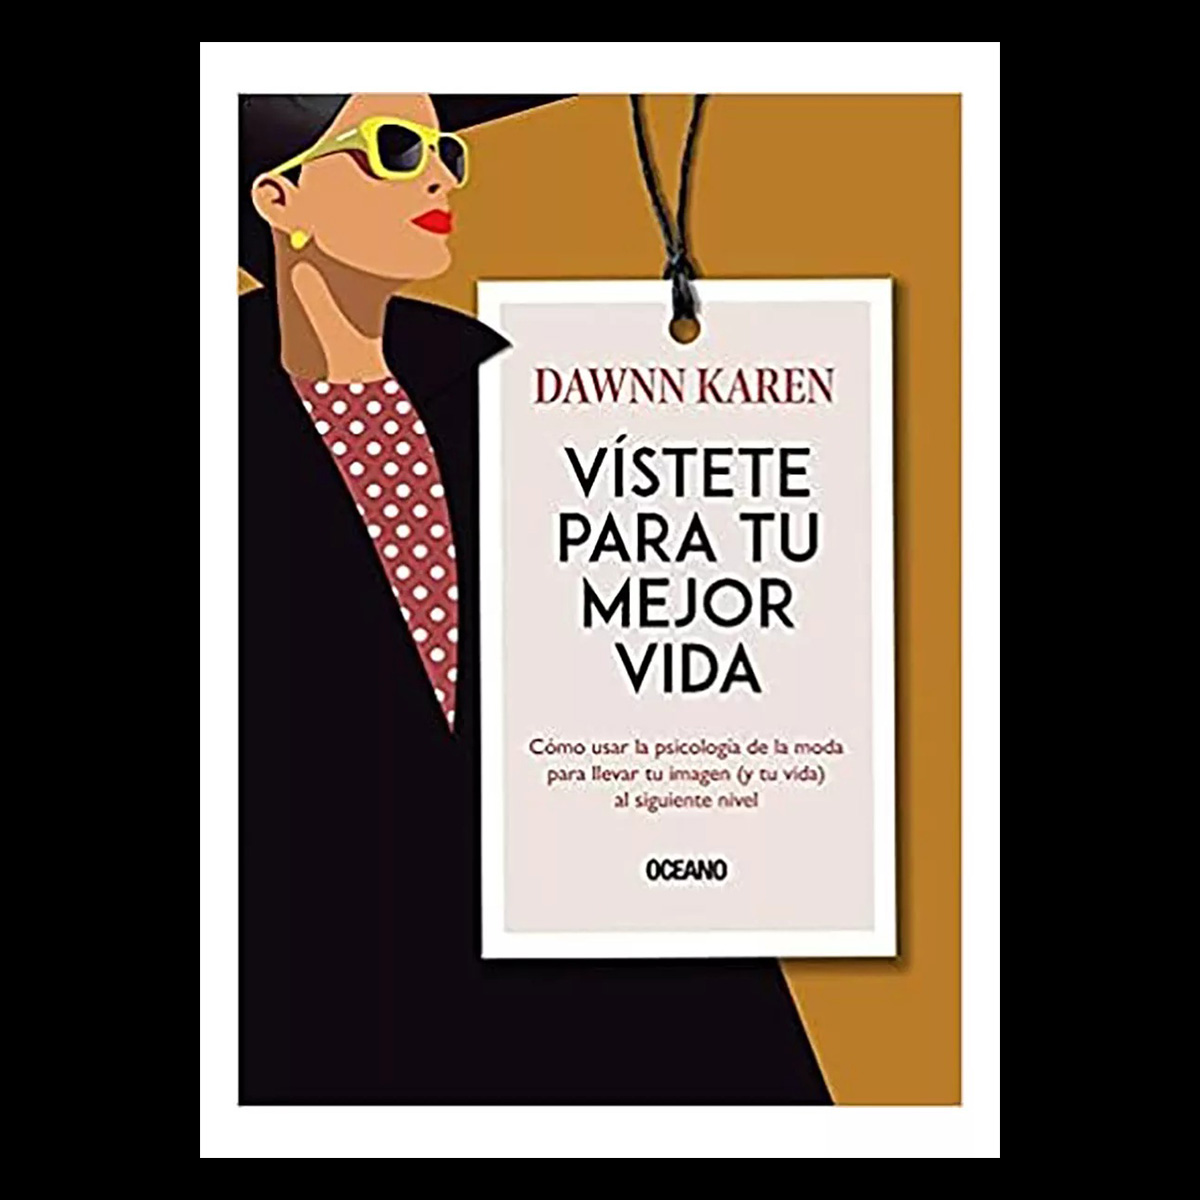 DAWNN KAREN
VÍSTETE
PARA TU
MEJOR
VIDA
Cómo usar la psicología de la moda
para llevar tu imagen (y tu vida)
al siguiente nivel
OCEANO